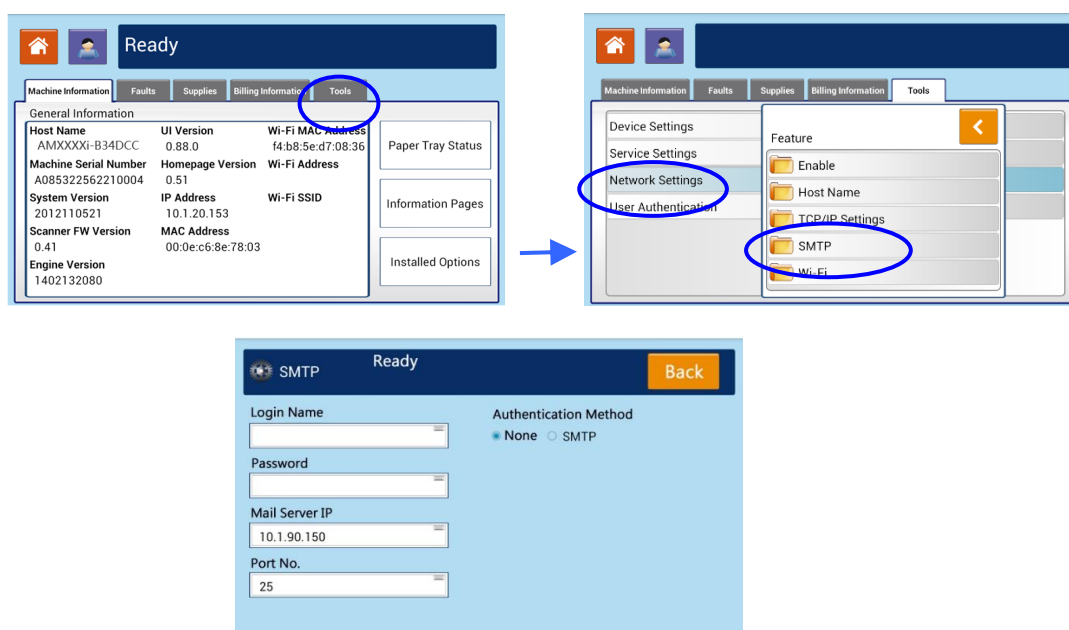 Ready
Machine Information Faults Supplies Billing Information Tools
General Information
Host Name UI Version Wi-Fi MAC Address
AMXXXXi-B34DCC 0.88.0 f4:b8:5e:d7:08:36
Machine Serial Number Homepage Version Wi-Fi Address
A085322562210004 0.51
System Version IP Address Wi-Fi SSID
2012110521 10.1.20.153
Scanner FW Version MAC Address
0.41 00:0e:c6:8e:78:03
Engine Version
1402132080
Paper Tray Status
Information Pages
Installed Options
Machine Information Faults Supplies Billing Information Tools
Device Settings
Service Settings
Network Settings
User Authentication
Feature
Enable
Host Name
TCP/IP Settings
SMTP
Wi-Fi
SMTP Ready Back
Login Name
Password
Mail Server IP
10.1.90.150
Port No.
25
Authentication Method
None SMTP